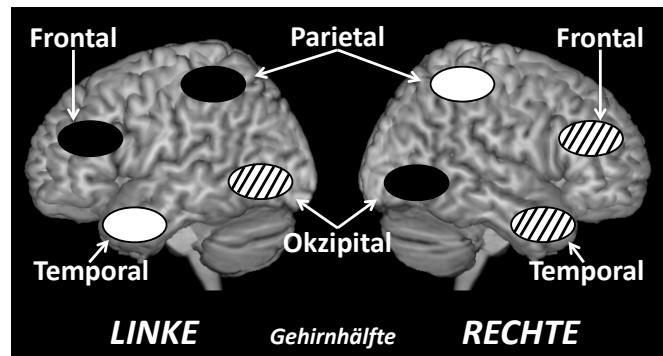 Frontal Parietal Frontal
Okzipital
Temporal Temporal
LINKE Gehirnhälfte RECHTE